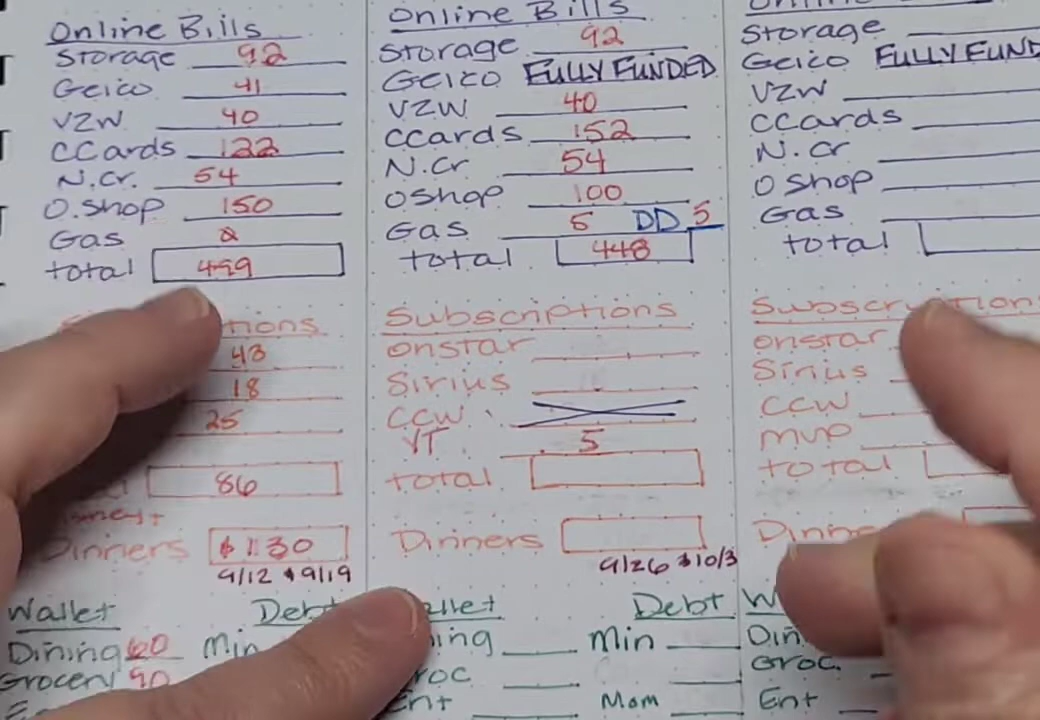 Online Bills
Storage 92
Geico 41
VZW 40
CCards 122
N.Cr. 54
O.Shop 150
Gas
total 499
tions
43
18
25
86
Dinners $130
9/12 & 9/19
Wallet Debt
Dining 60 Min
Grocery 90
Online Bills
Storage 92
Geico FULLY FUNDED
VZW 40
CCards 152
N.Cr 54
OShop 100
Gas 5 DD 5
total 448
Subscriptions
Onstar
Sirius
CCW
YT 5
total
Dinners
9/26 & 10/3
Debt
ing Min
roc
Ent Mom
Storage
Geico FULLY FUND
VZW
CCards
N.Cr
O Shop
Gas
total
Subscription
Onstar
Sirius
CCW
MVP
total
Dinne
W
Din
Groc.
Ent